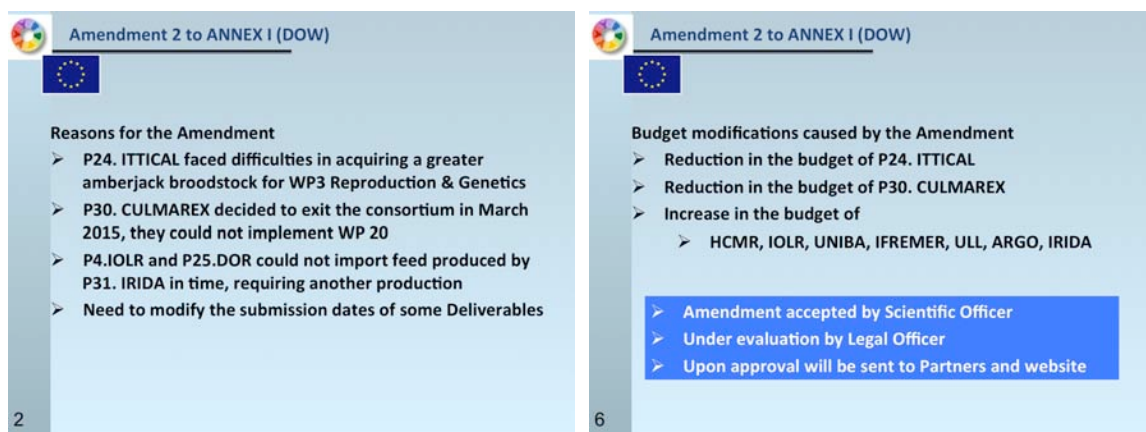 Amendment 2 to ANNEX I (DOW)
Reasons for the Amendment
➢ P24. ITTICAL faced difficulties in acquiring a greater
amberjack broodstock for WP3 Reproduction & Genetics
➢ P30. CULMAREX decided to exit the consortium in March
2015, they could not implement WP 20
➢ P4.IOLR and P25.DOR could not import feed produced by
P31. IRIDA in time, requiring another production
➢ Need to modify the submission dates of some Deliverables
2
Amendment 2 to ANNEX I (DOW)
Budget modifications caused by the Amendment
➢ Reduction in the budget of P24. ITTICAL
➢ Reduction in the budget of P30. CULMAREX
➢ Increase in the budget of
➢ HCMR, IOLR, UNIBA, IFREMER, ULL, ARGO, IRIDA
➢ Amendment accepted by Scientific Officer
➢ Under evaluation by Legal Officer
➢ Upon approval will be sent to Partners and website
6